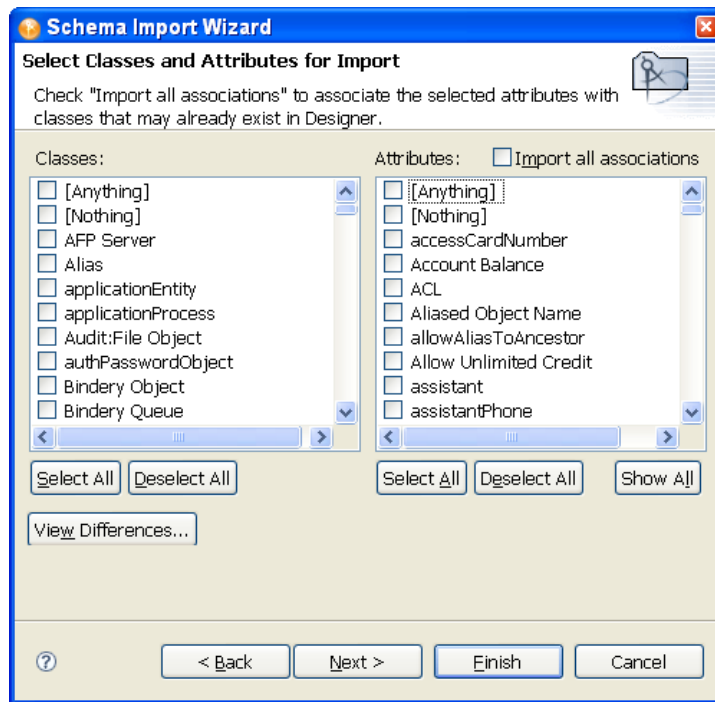 Schema Import Wizard
Select Classes and Attributes for Import
Check "Import all associations" to associate the selected attributes with
classes that may already exist in Designer.
Classes:
[Anything]
[Nothing]
AFP Server
Alias
applicationEntity
applicationProcess
Audit:File Object
authPasswordObject
Bindery Object
Bindery Queue
Select All Deselect All
View Differences...
Attributes: Import all associations
[Anything]
[Nothing]
accessCardNumber
Account Balance
ACL
Aliased Object Name
allowAliasToAncestor
Allow Unlimited Credit
assistant
assistantPhone
Select All Deselect All Show All
? < Back Next > Finish Cancel